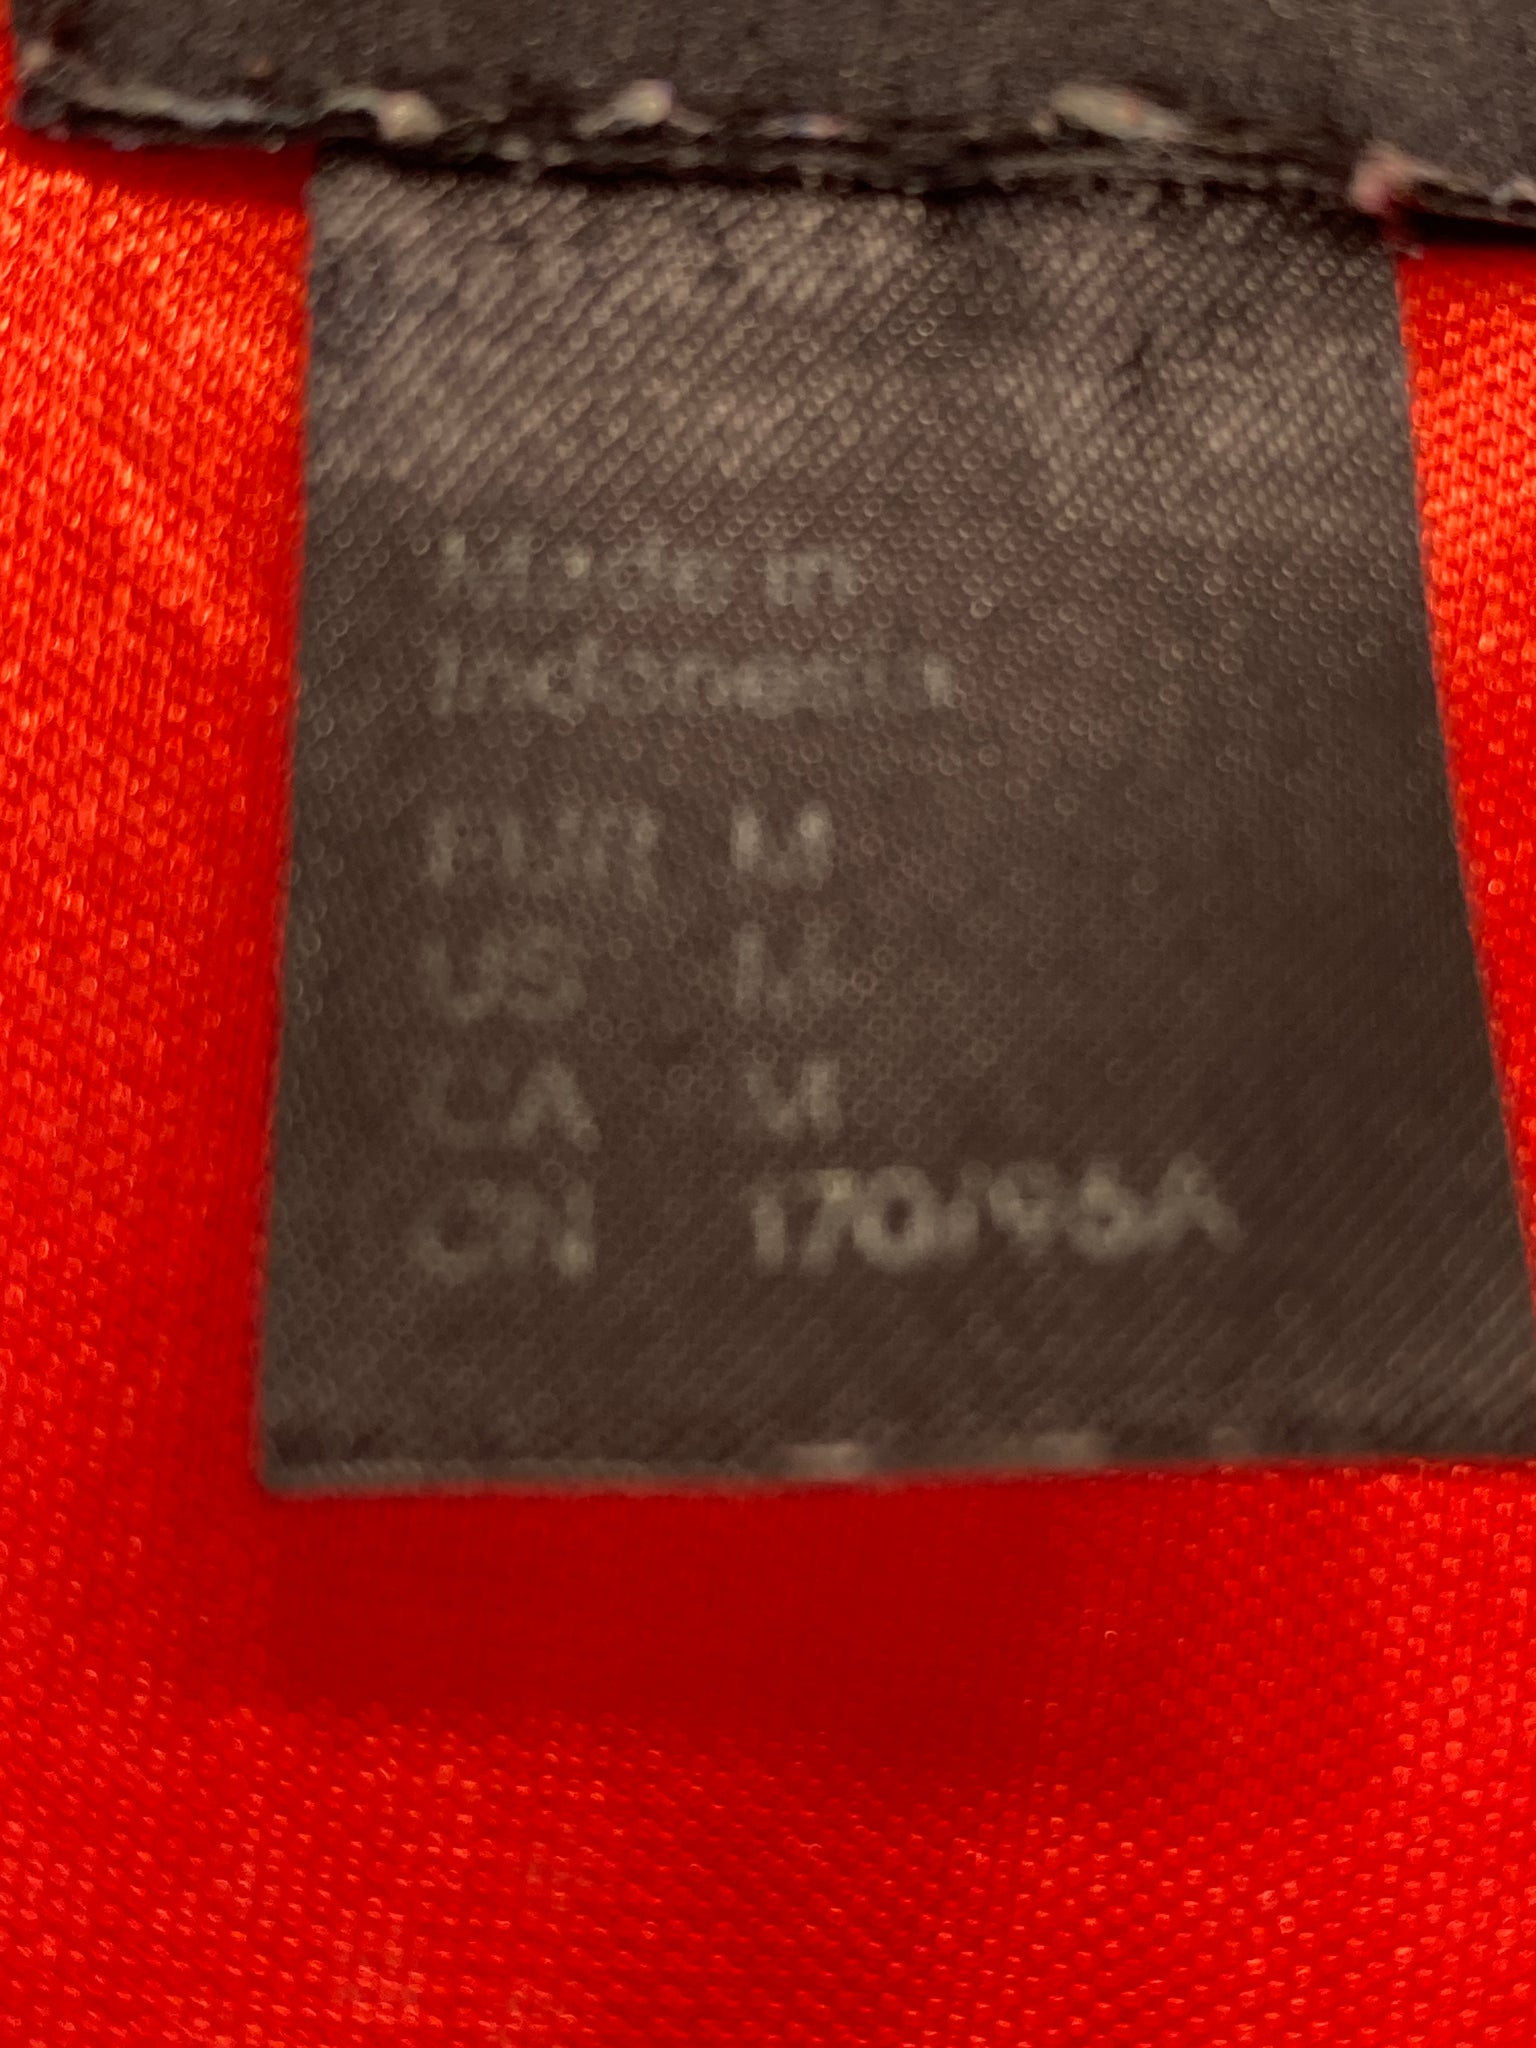 Made in
Indonesia
EUR M
US M
CA M
CN 170/96A